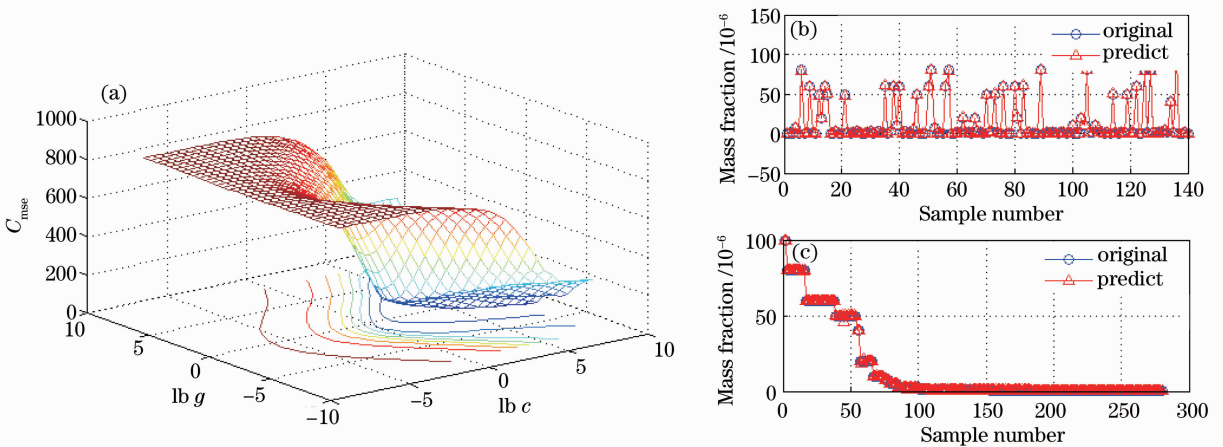 (a)
1000
800
600
400
200
0
C_mse
10
5
0
−5
−10
lb g
−5
0
5
10
lb c
(b)
150
100
50
0
−50
Mass fraction /10⁻⁶
original
predict
0 20 40 60 80 100 120 140
Sample number
(c)
100
50
0
Mass fraction /10⁻⁶
original
predict
0 50 100 150 200 250 300
Sample number